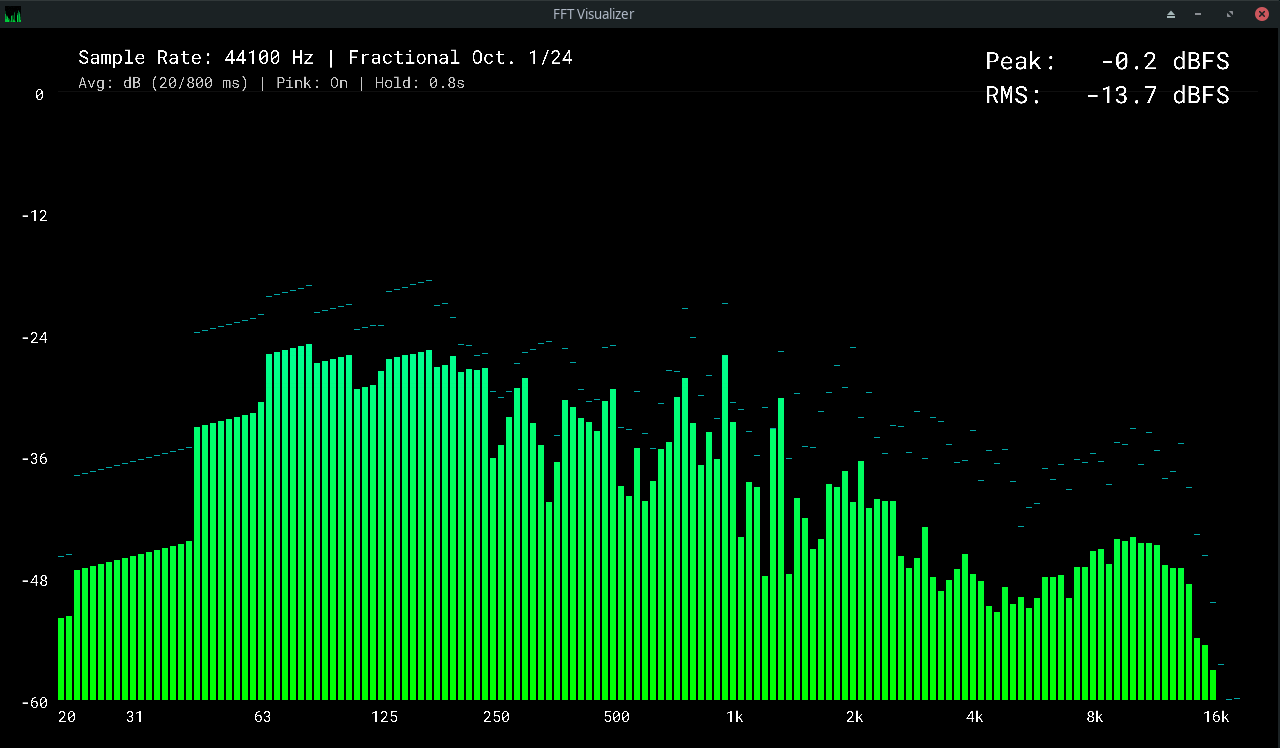 FFT Visualizer
Sample Rate: 44100 Hz | Fractional Oct. 1/24
Avg: dB (20/800 ms) | Pink: On | Hold: 0.8s
Peak: -0.2 dBFS
RMS: -13.7 dBFS
0
-12
-24
-36
-48
-60
20 31 63 125 250 500 1k 2k 4k 8k 16k